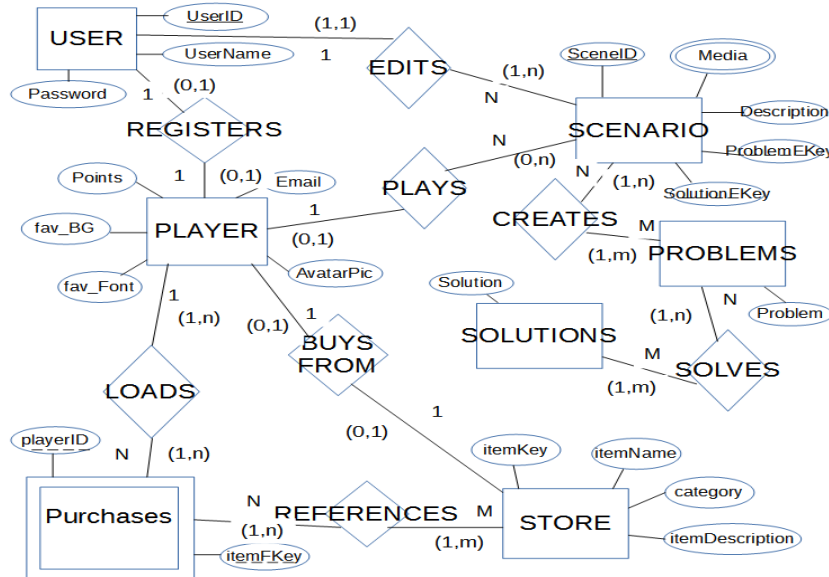 UserID
(1,1)
USER
UserName
1
EDITS
(1,n)
SceneID
Media
Password
1
(0,1)
N
Description
REGISTERS
SCENARIO
N
ProblemFKey
(0,n)
Points
1
(0,1)
Email
PLAYS
N
(1,n)
SolutionFKey
fav_BG
PLAYER
1
CREATES
M
(0,1)
(1,m)
PROBLEMS
fav_Font
AvatarPic
Solution
1
N
Problem
(1,n)
(0,1)
1
(1,n)
BUYS
FROM
SOLUTIONS
M
SOLVES
LOADS
(1,m)
1
playerID
(0,1)
itemKey
itemName
N
(1,n)
category
Purchases
N
REFERENCES
M
STORE
(1,n)
(1,m)
itemDescription
itemFKey